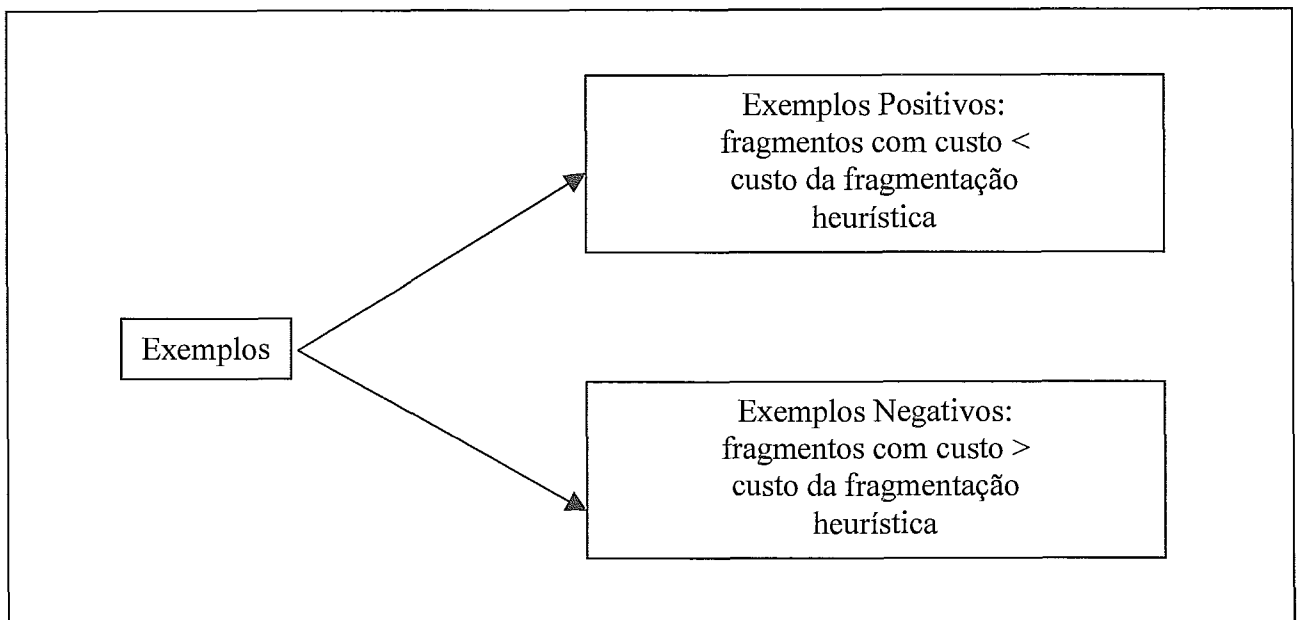 Exemplos Positivos:
fragmentos com custo <
custo da fragmentação
heurística
Exemplos
Exemplos Negativos:
fragmentos com custo >
custo da fragmentação
heurística